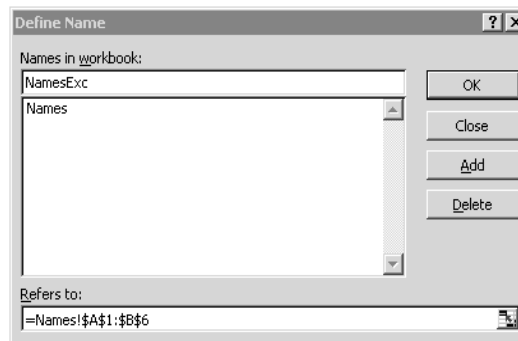 Define Name
Names in workbook:
NamesExc
Names
OK
Close
Add
Delete
Refers to:
=Names!$A$1:$B$6